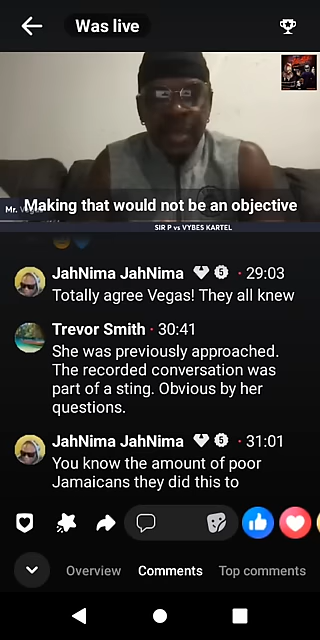 Was live
Making that would not be an objective
Mr.
SIR P vs VYBES KARTEL
JahNima JahNima 5 · 29:03
Totally agree Vegas! They all knew
Trevor Smith · 30:41
She was previously approached.
The recorded conversation was
part of a sting. Obvious by her
questions.
JahNima JahNima 5 · 31:01
You know the amount of poor
Jamaicans they did this to
Overview Comments Top comments